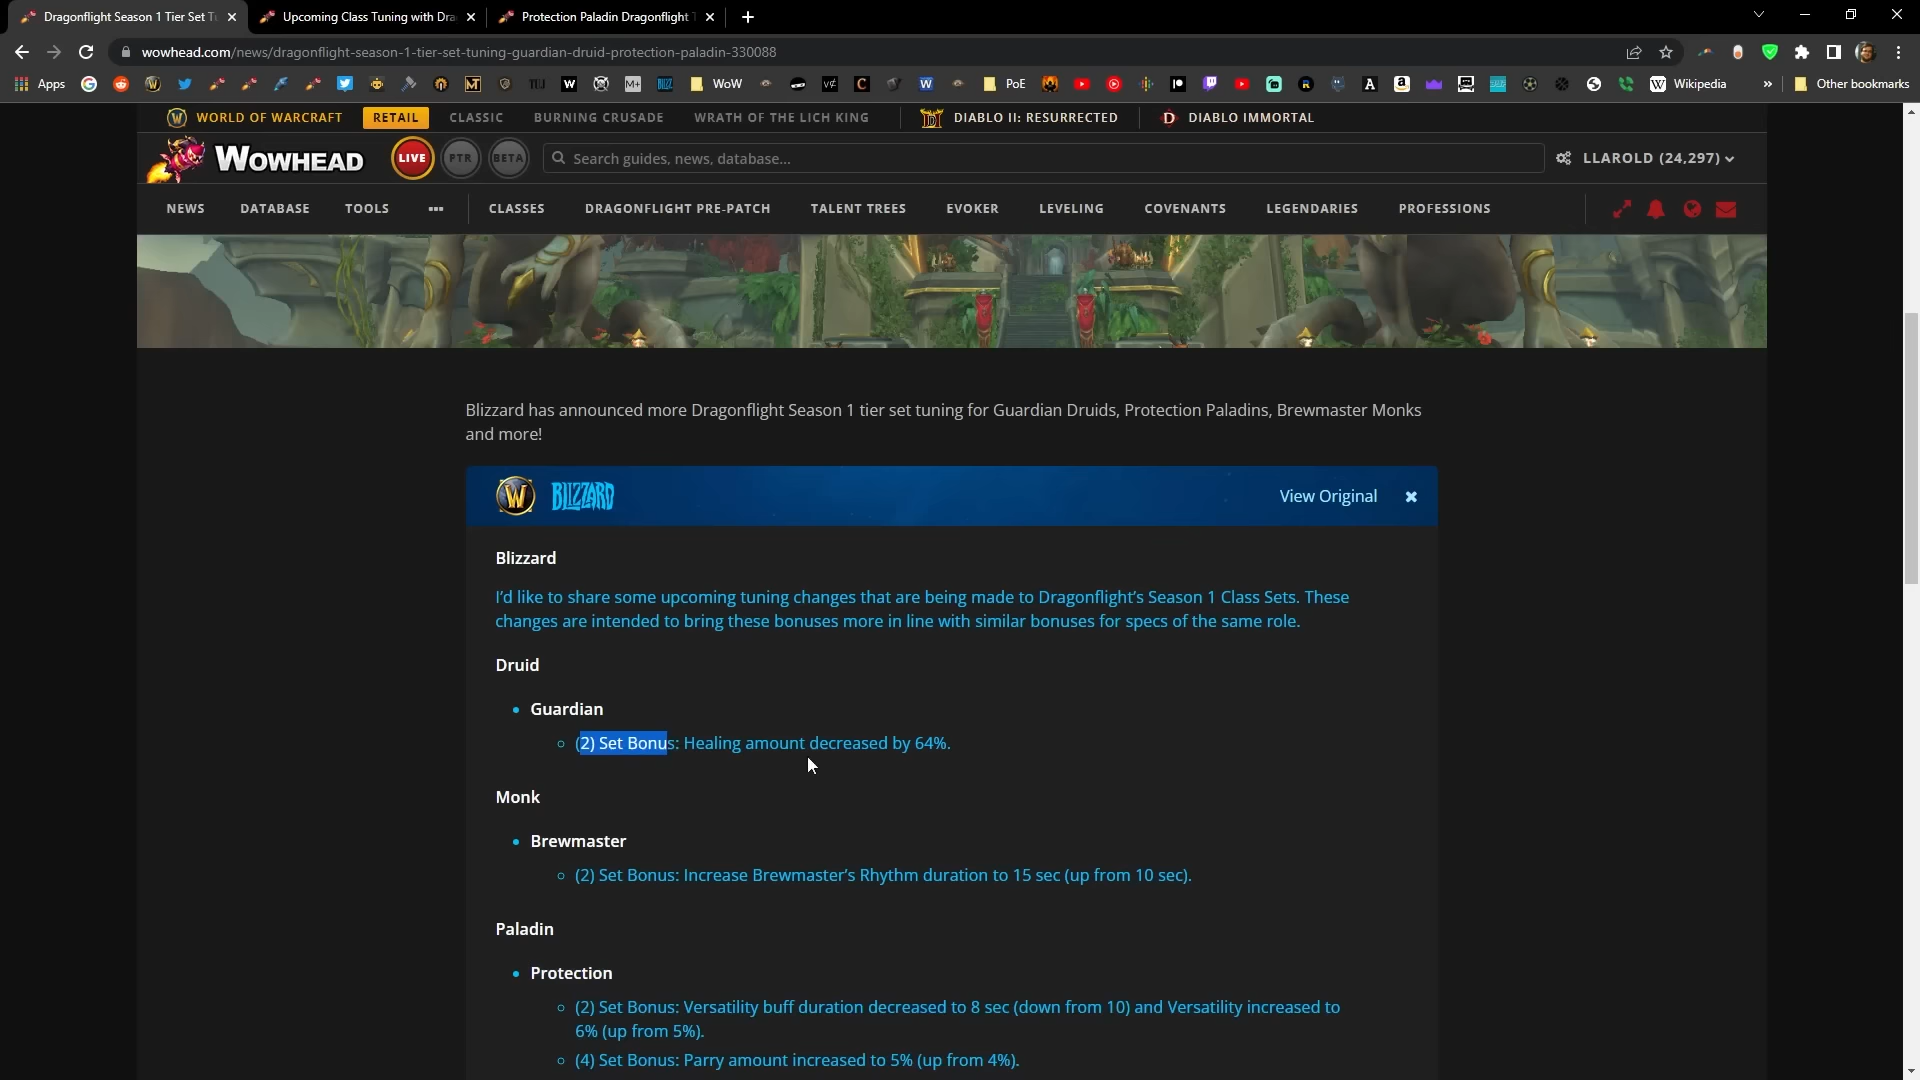 Dragonflight Season 1 Tier Set Tu
Upcoming Class Tuning with Dra
Protection Paladin Dragonflight T
wowhead.com/news/dragonflight-season-1-tier-set-tuning-guardian-druid-protection-paladin-330088
Apps
WoW
PoE
Wikipedia
»
Other bookmarks
WORLD OF WARCRAFT
RETAIL
CLASSIC
BURNING CRUSADE
WRATH OF THE LICH KING
DIABLO II: RESURRECTED
DIABLO IMMORTAL
WOWHEAD
LIVE
PTR
BETA
Search guides, news, database...
LLAROLD (24,297)
NEWS
DATABASE
TOOLS
CLASSES
DRAGONFLIGHT PRE-PATCH
TALENT TREES
EVOKER
LEVELING
COVENANTS
LEGENDARIES
PROFESSIONS
Blizzard has announced more Dragonflight Season 1 tier set tuning for Guardian Druids, Protection Paladins, Brewmaster Monks
and more!
BLIZZARD
View Original
Blizzard
I'd like to share some upcoming tuning changes that are being made to Dragonflight's Season 1 Class Sets. These
changes are intended to bring these bonuses more in line with similar bonuses for specs of the same role.
Druid
Guardian
(2) Set Bonus: Healing amount decreased by 64%.
Monk
Brewmaster
(2) Set Bonus: Increase Brewmaster's Rhythm duration to 15 sec (up from 10 sec).
Paladin
Protection
(2) Set Bonus: Versatility buff duration decreased to 8 sec (down from 10) and Versatility increased to
6% (up from 5%).
(4) Set Bonus: Parry amount increased to 5% (up from 4%).